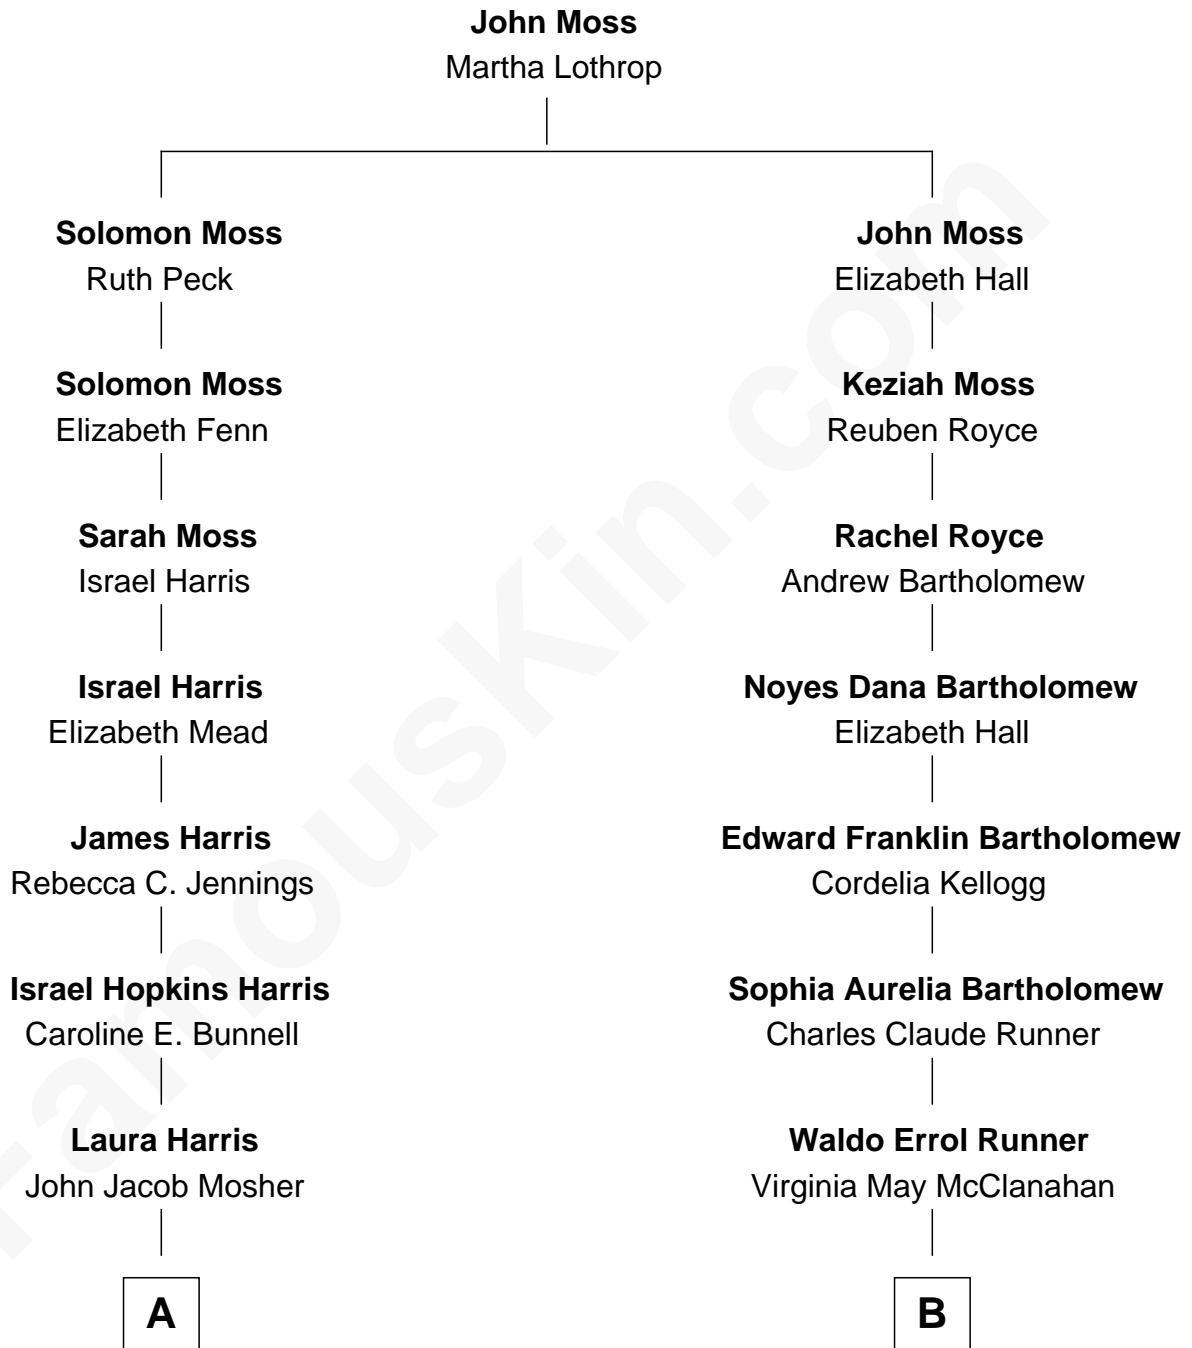 John Moss
Martha Lothrop
Solomon Moss
Ruth Peck
John Moss
Elizabeth Hall
Solomon Moss
Elizabeth Fenn
Keziah Moss
Reuben Royce
Sarah Moss
Israel Harris
Rachel Royce
Andrew Bartholomew
Israel Harris
Elizabeth Mead
Noyes Dana Bartholomew
Elizabeth Hall
James Harris
Rebecca C. Jennings
Edward Franklin Bartholomew
Cordelia Kellogg
Israel Hopkins Harris
Caroline E. Bunnell
Sophia Aurelia Bartholomew
Charles Claude Runner
Laura Harris
John Jacob Mosher
Waldo Errol Runner
Virginia May McClanahan
A
B
FamousKin.com